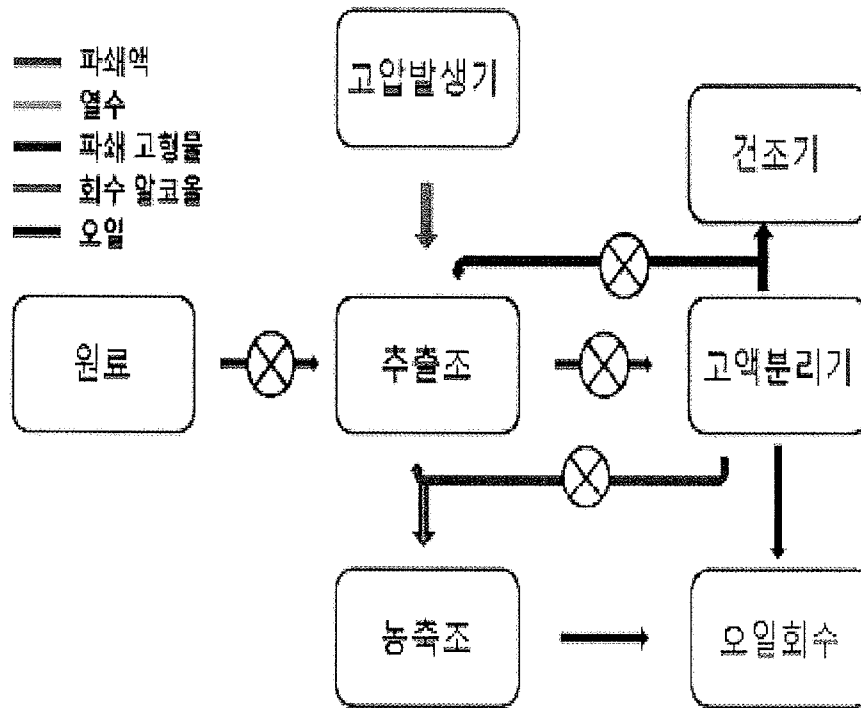 파쇄액
열수
파쇄 고형물
회수 알코올
오일
고압발생기
건조기
원료
추출조
고액분리기
농축조
오일회수